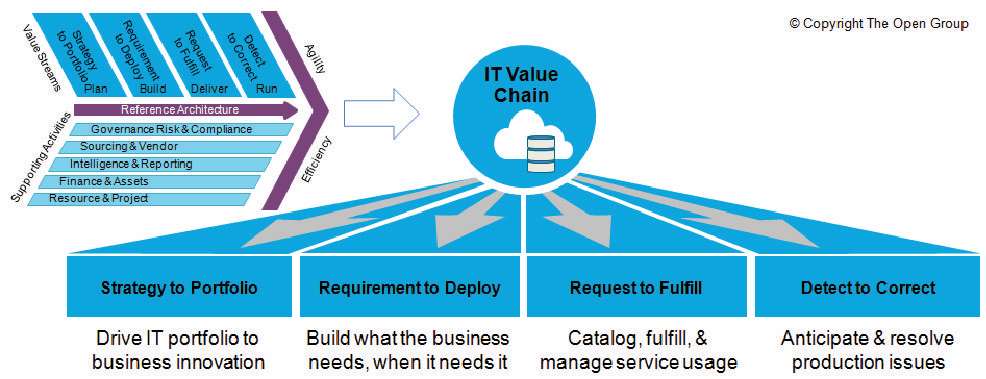 © Copyright The Open Group
Value Streams
Strategy
to Portfolio
Plan
Requirement
to Deploy
Build
Request
to Fulfill
Deliver
Detect
to Correct
Run
Agility
Reference Architecture
Supporting Activities
Governance Risk & Compliance
Sourcing & Vendor
Intelligence & Reporting
Finance & Assets
Resource & Project
Efficiency
IT Value
Chain
Strategy to Portfolio
Drive IT portfolio to
business innovation
Requirement to Deploy
Build what the business
needs, when it needs it
Request to Fulfill
Catalog, fulfill, &
manage service usage
Detect to Correct
Anticipate & resolve
production issues